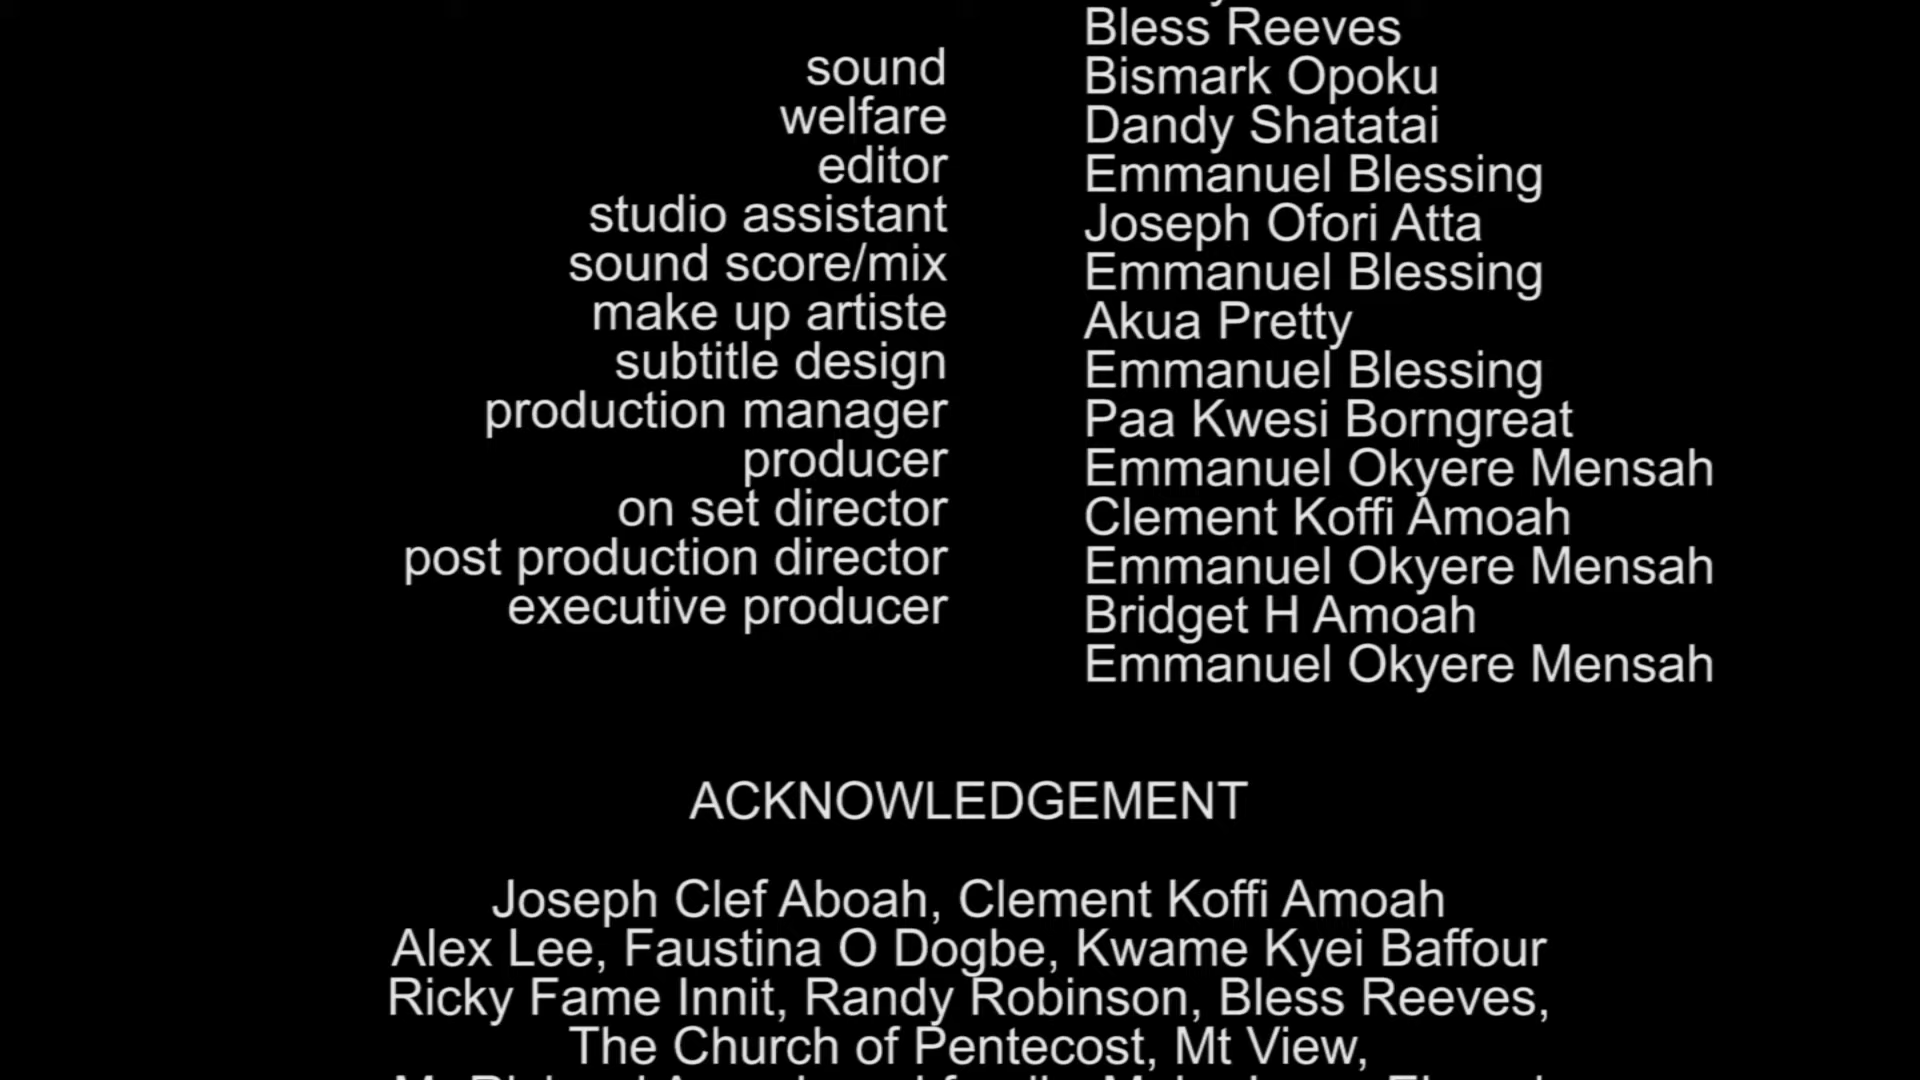 Bless Reeves
sound Bismark Opoku
welfare Dandy Shatatai
editor Emmanuel Blessing
studio assistant Joseph Ofori Atta
sound score/mix Emmanuel Blessing
make up artiste Akua Pretty
subtitle design Emmanuel Blessing
production manager Paa Kwesi Borngreat
producer Emmanuel Okyere Mensah
on set director Clement Koffi Amoah
post production director Emmanuel Okyere Mensah
executive producer Bridget H Amoah
Emmanuel Okyere Mensah
ACKNOWLEDGEMENT
Joseph Clef Aboah, Clement Koffi Amoah
Alex Lee, Faustina O Dogbe, Kwame Kyei Baffour
Ricky Fame Innit, Randy Robinson, Bless Reeves,
The Church of Pentecost, Mt View,